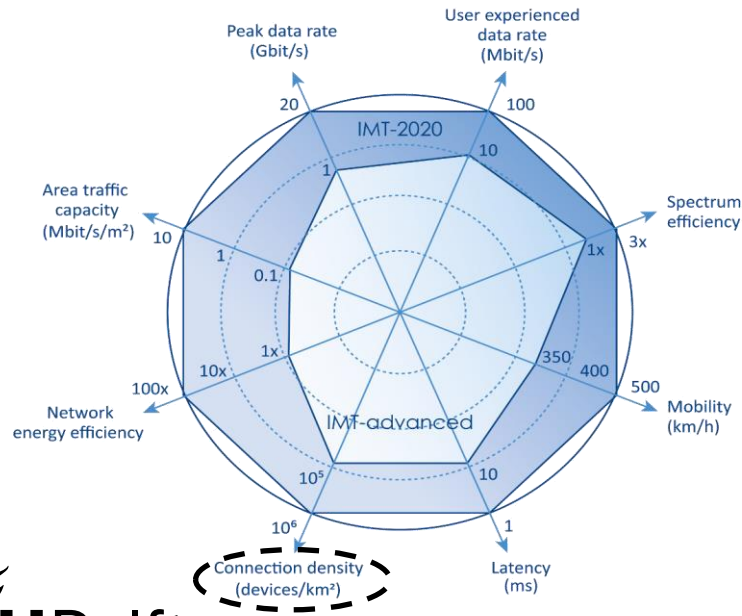 Peak data rate
(Gbit/s)
User experienced
data rate
(Mbit/s)
20
100
IMT-2020
1
10
Area traffic
capacity
(Mbit/s/m²)
Spectrum
efficiency
10
1
0.1
1x
3x
1x
10x
100x
350
400
500
Network
energy efficiency
Mobility
(km/h)
IMT-advanced
10⁵
10
10⁶
1
Connection density
(devices/km²)
Latency
(ms)